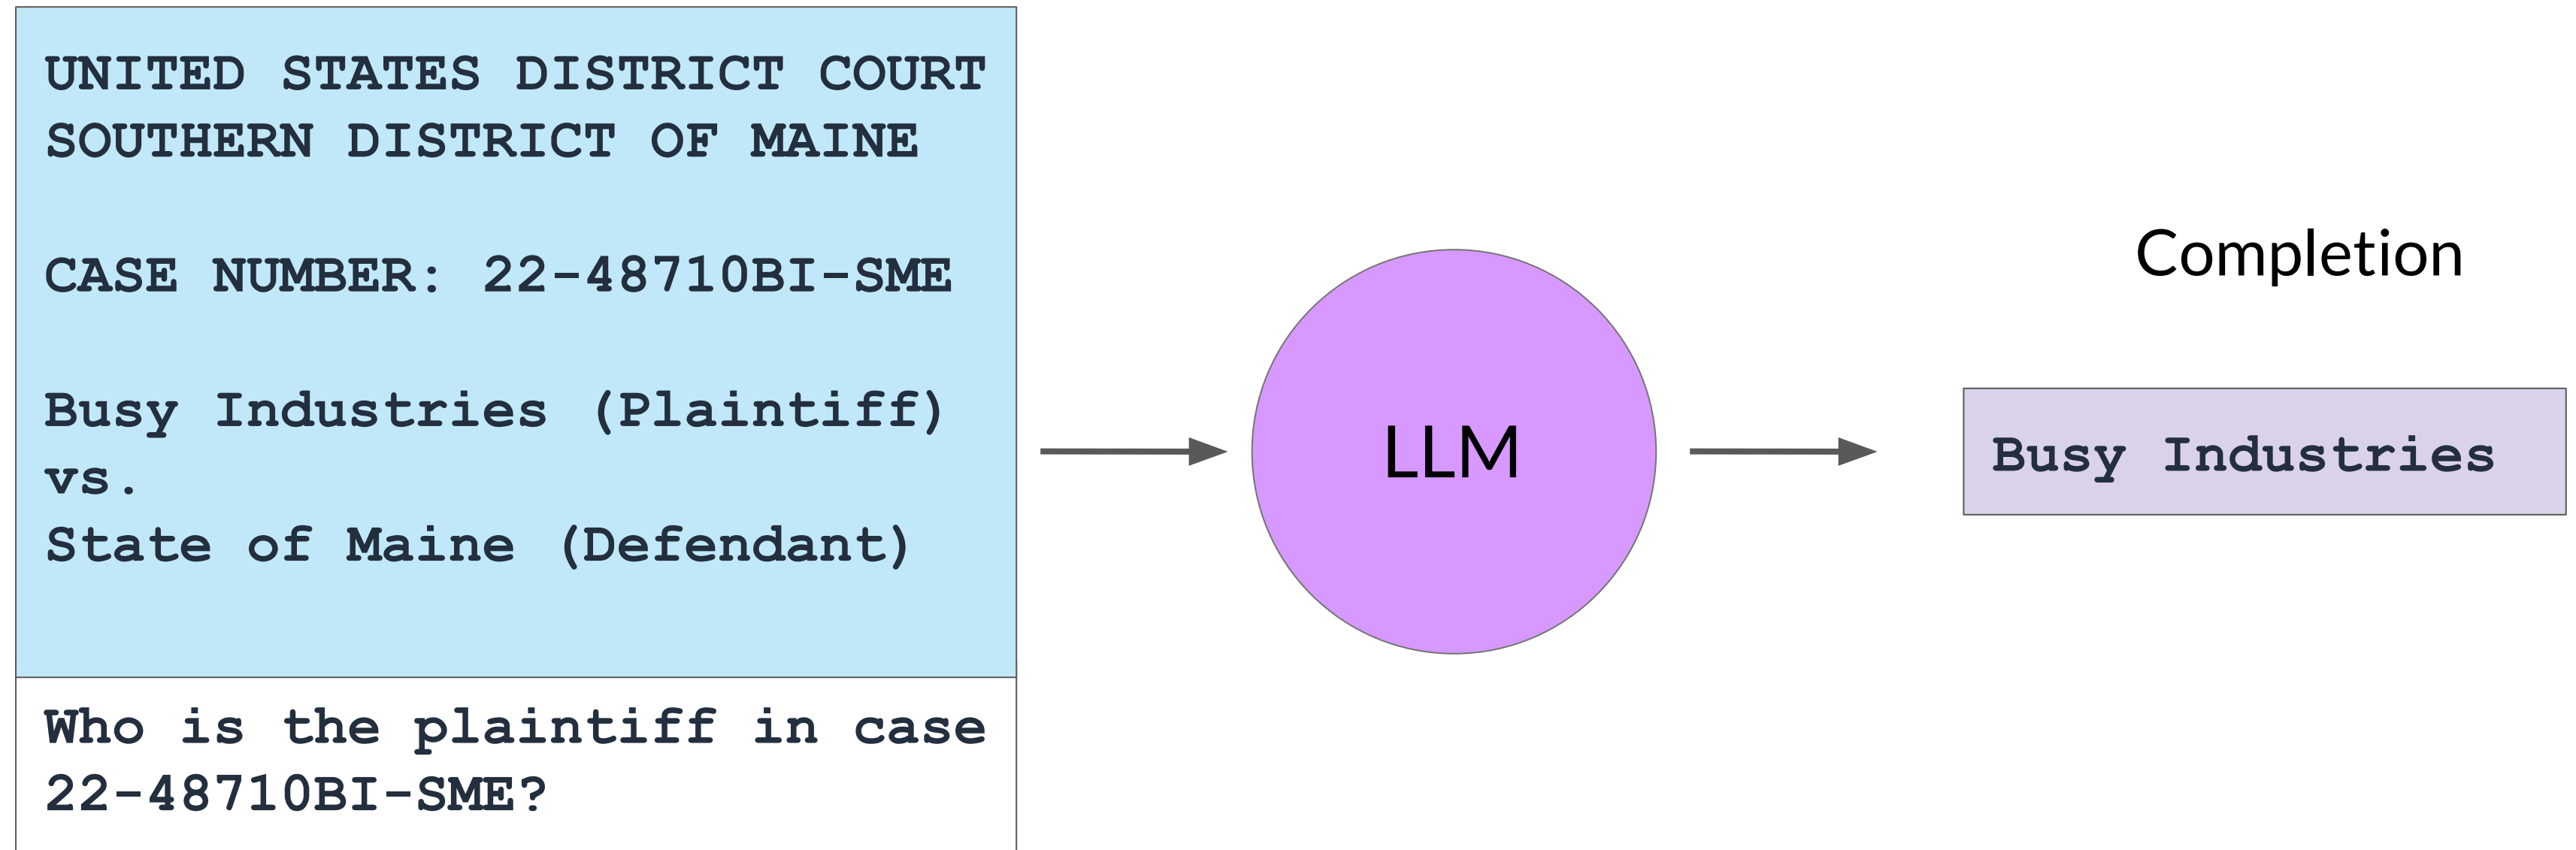 UNITED STATES DISTRICT COURT
SOUTHERN DISTRICT OF MAINE
CASE NUMBER: 22-48710BI-SME
Busy Industries (Plaintiff)
vs.
State of Maine (Defendant)
Who is the plaintiff in case
22-48710BI-SME?
LLM
Completion
Busy Industries